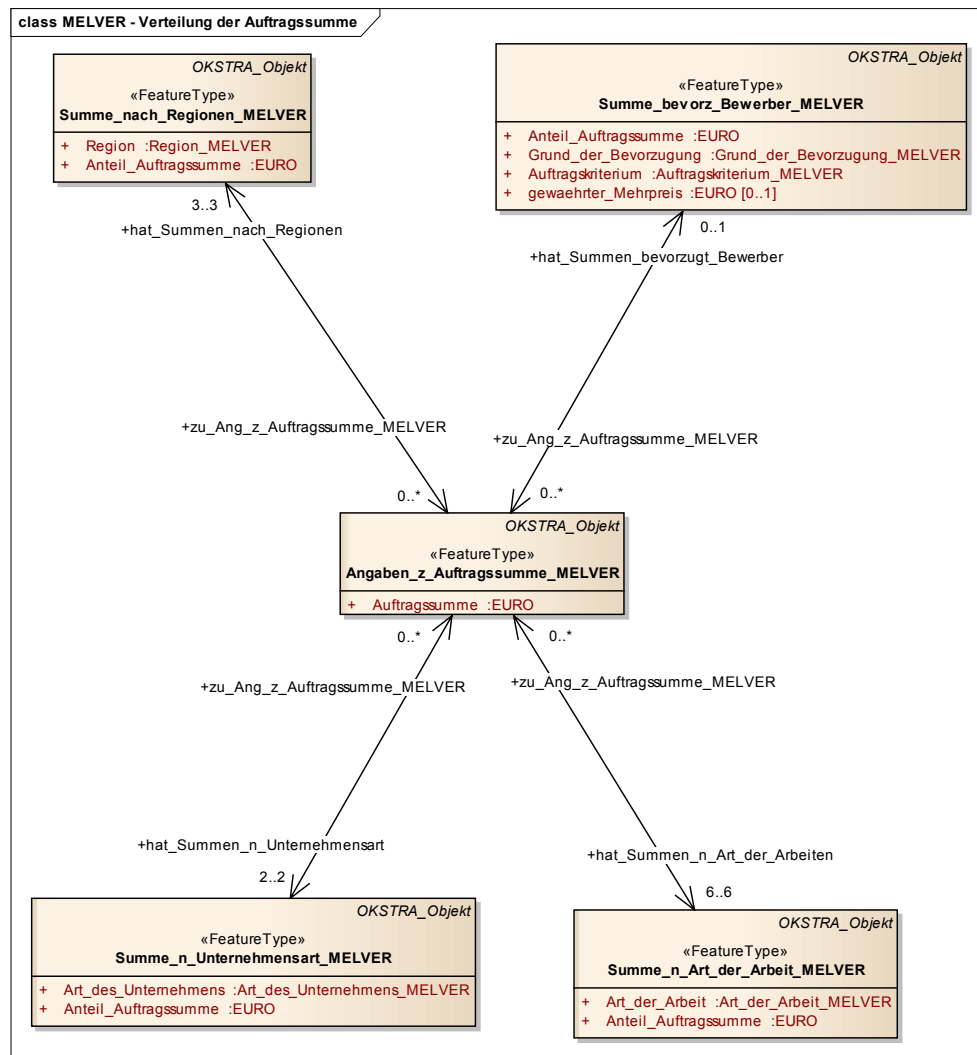 class MELVER - Verteilung der Auftragssumme
OKSTRA_Objekt
«FeatureType»
Summe_nach_Regionen_MELVER
+ Region :Region_MELVER
+ Anteil_Auftragssumme :EURO
OKSTRA_Objekt
«FeatureType»
Summe_bevorz_Bewerber_MELVER
+ Anteil_Auftragssumme :EURO
+ Grund_der_Bevorzugung :Grund_der_Bevorzugung_MELVER
+ Auftragskriterium :Auftragskriterium_MELVER
+ gewaehrter_Mehrpreis :EURO [0..1]
3..3
+hat_Summen_nach_Regionen
0..1
+hat_Summen_bevorzugt_Bewerber
+zu_Ang_z_Auftragssumme_MELVER
0..*
+zu_Ang_z_Auftragssumme_MELVER
0..*
OKSTRA_Objekt
«FeatureType»
Angaben_z_Auftragssumme_MELVER
+ Auftragssumme :EURO
0..*
+zu_Ang_z_Auftragssumme_MELVER
0..*
+zu_Ang_z_Auftragssumme_MELVER
+hat_Summen_n_Unternehmensart
2..2
+hat_Summen_n_Art_der_Arbeiten
6..6
OKSTRA_Objekt
«FeatureType»
Summe_n_Unternehmensart_MELVER
+ Art_des_Unternehmens :Art_des_Unternehmens_MELVER
+ Anteil_Auftragssumme :EURO
OKSTRA_Objekt
«FeatureType»
Summe_n_Art_der_Arbeit_MELVER
+ Art_der_Arbeit :Art_der_Arbeit_MELVER
+ Anteil_Auftragssumme :EURO